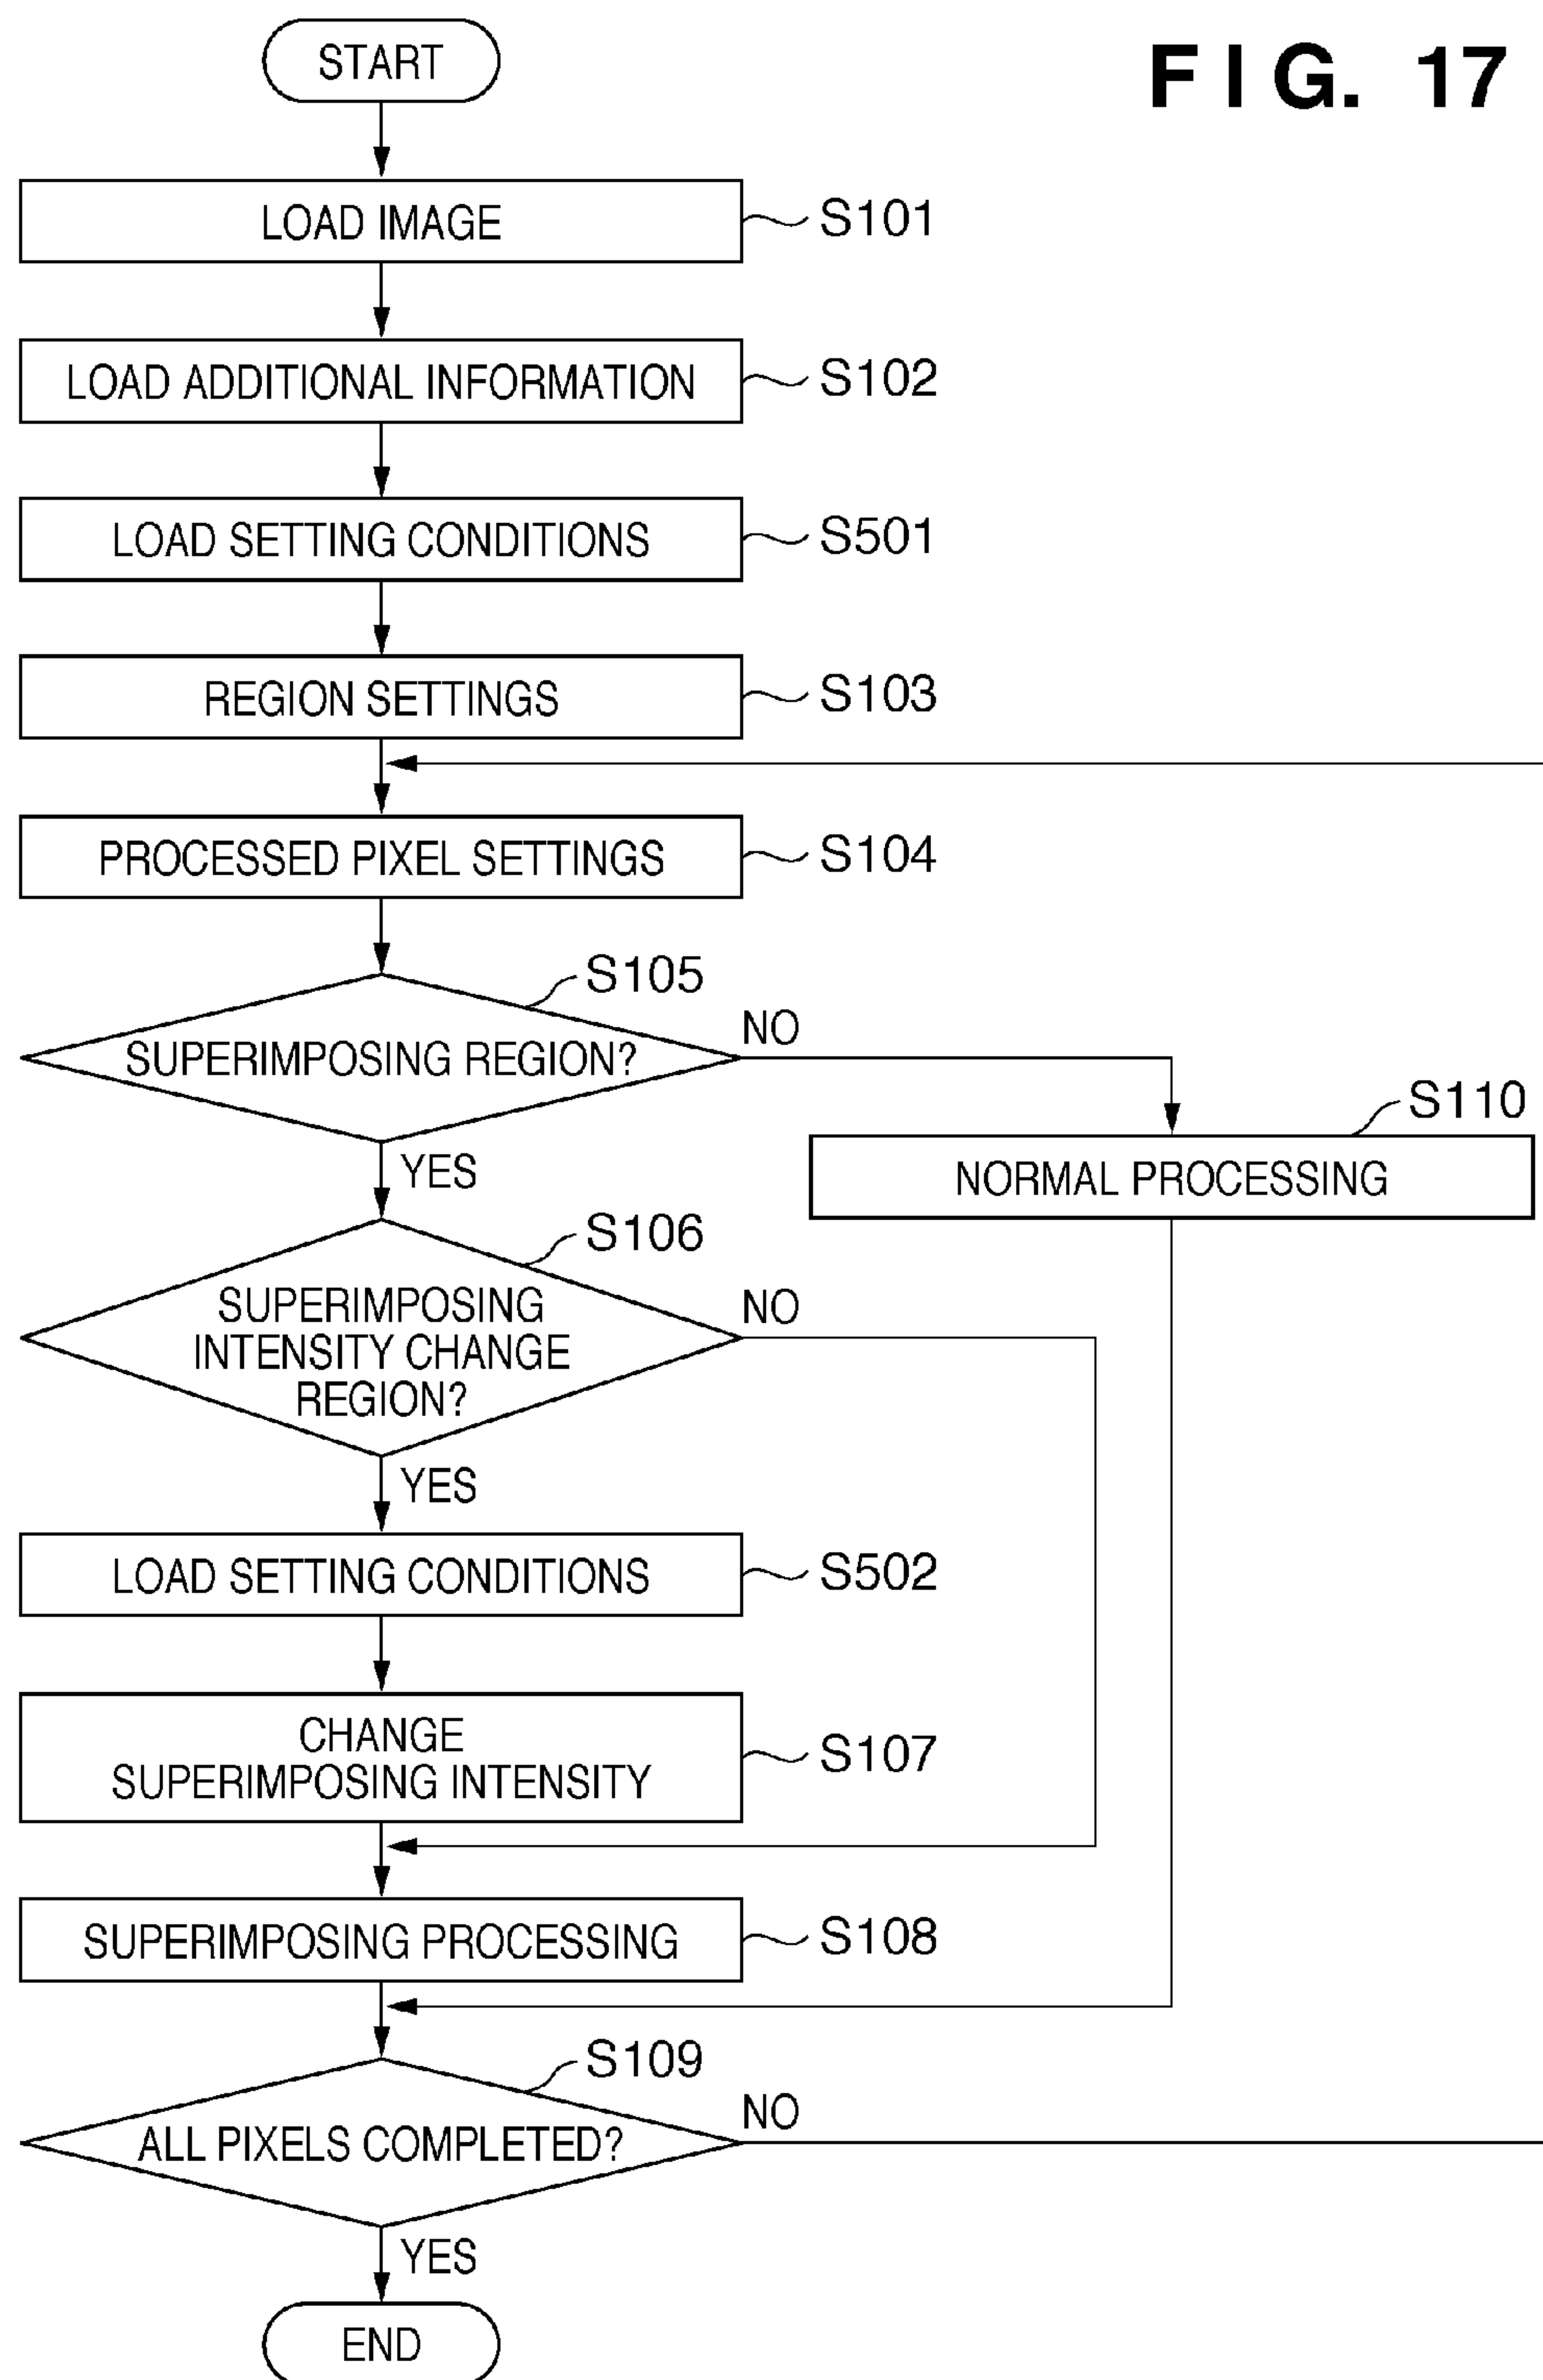 FIG. 17
START
LOAD IMAGE
S101
LOAD ADDITIONAL INFORMATION
S102
LOAD SETTING CONDITIONS
S501
REGION SETTINGS
S103
PROCESSED PIXEL SETTINGS
S104
S105
SUPERIMPOSING REGION?
NO
YES
S110
NORMAL PROCESSING
S106
SUPERIMPOSING
INTENSITY CHANGE
REGION?
NO
YES
LOAD SETTING CONDITIONS
S502
CHANGE
SUPERIMPOSING INTENSITY
S107
SUPERIMPOSING PROCESSING
S108
S109
ALL PIXELS COMPLETED?
NO
YES
END